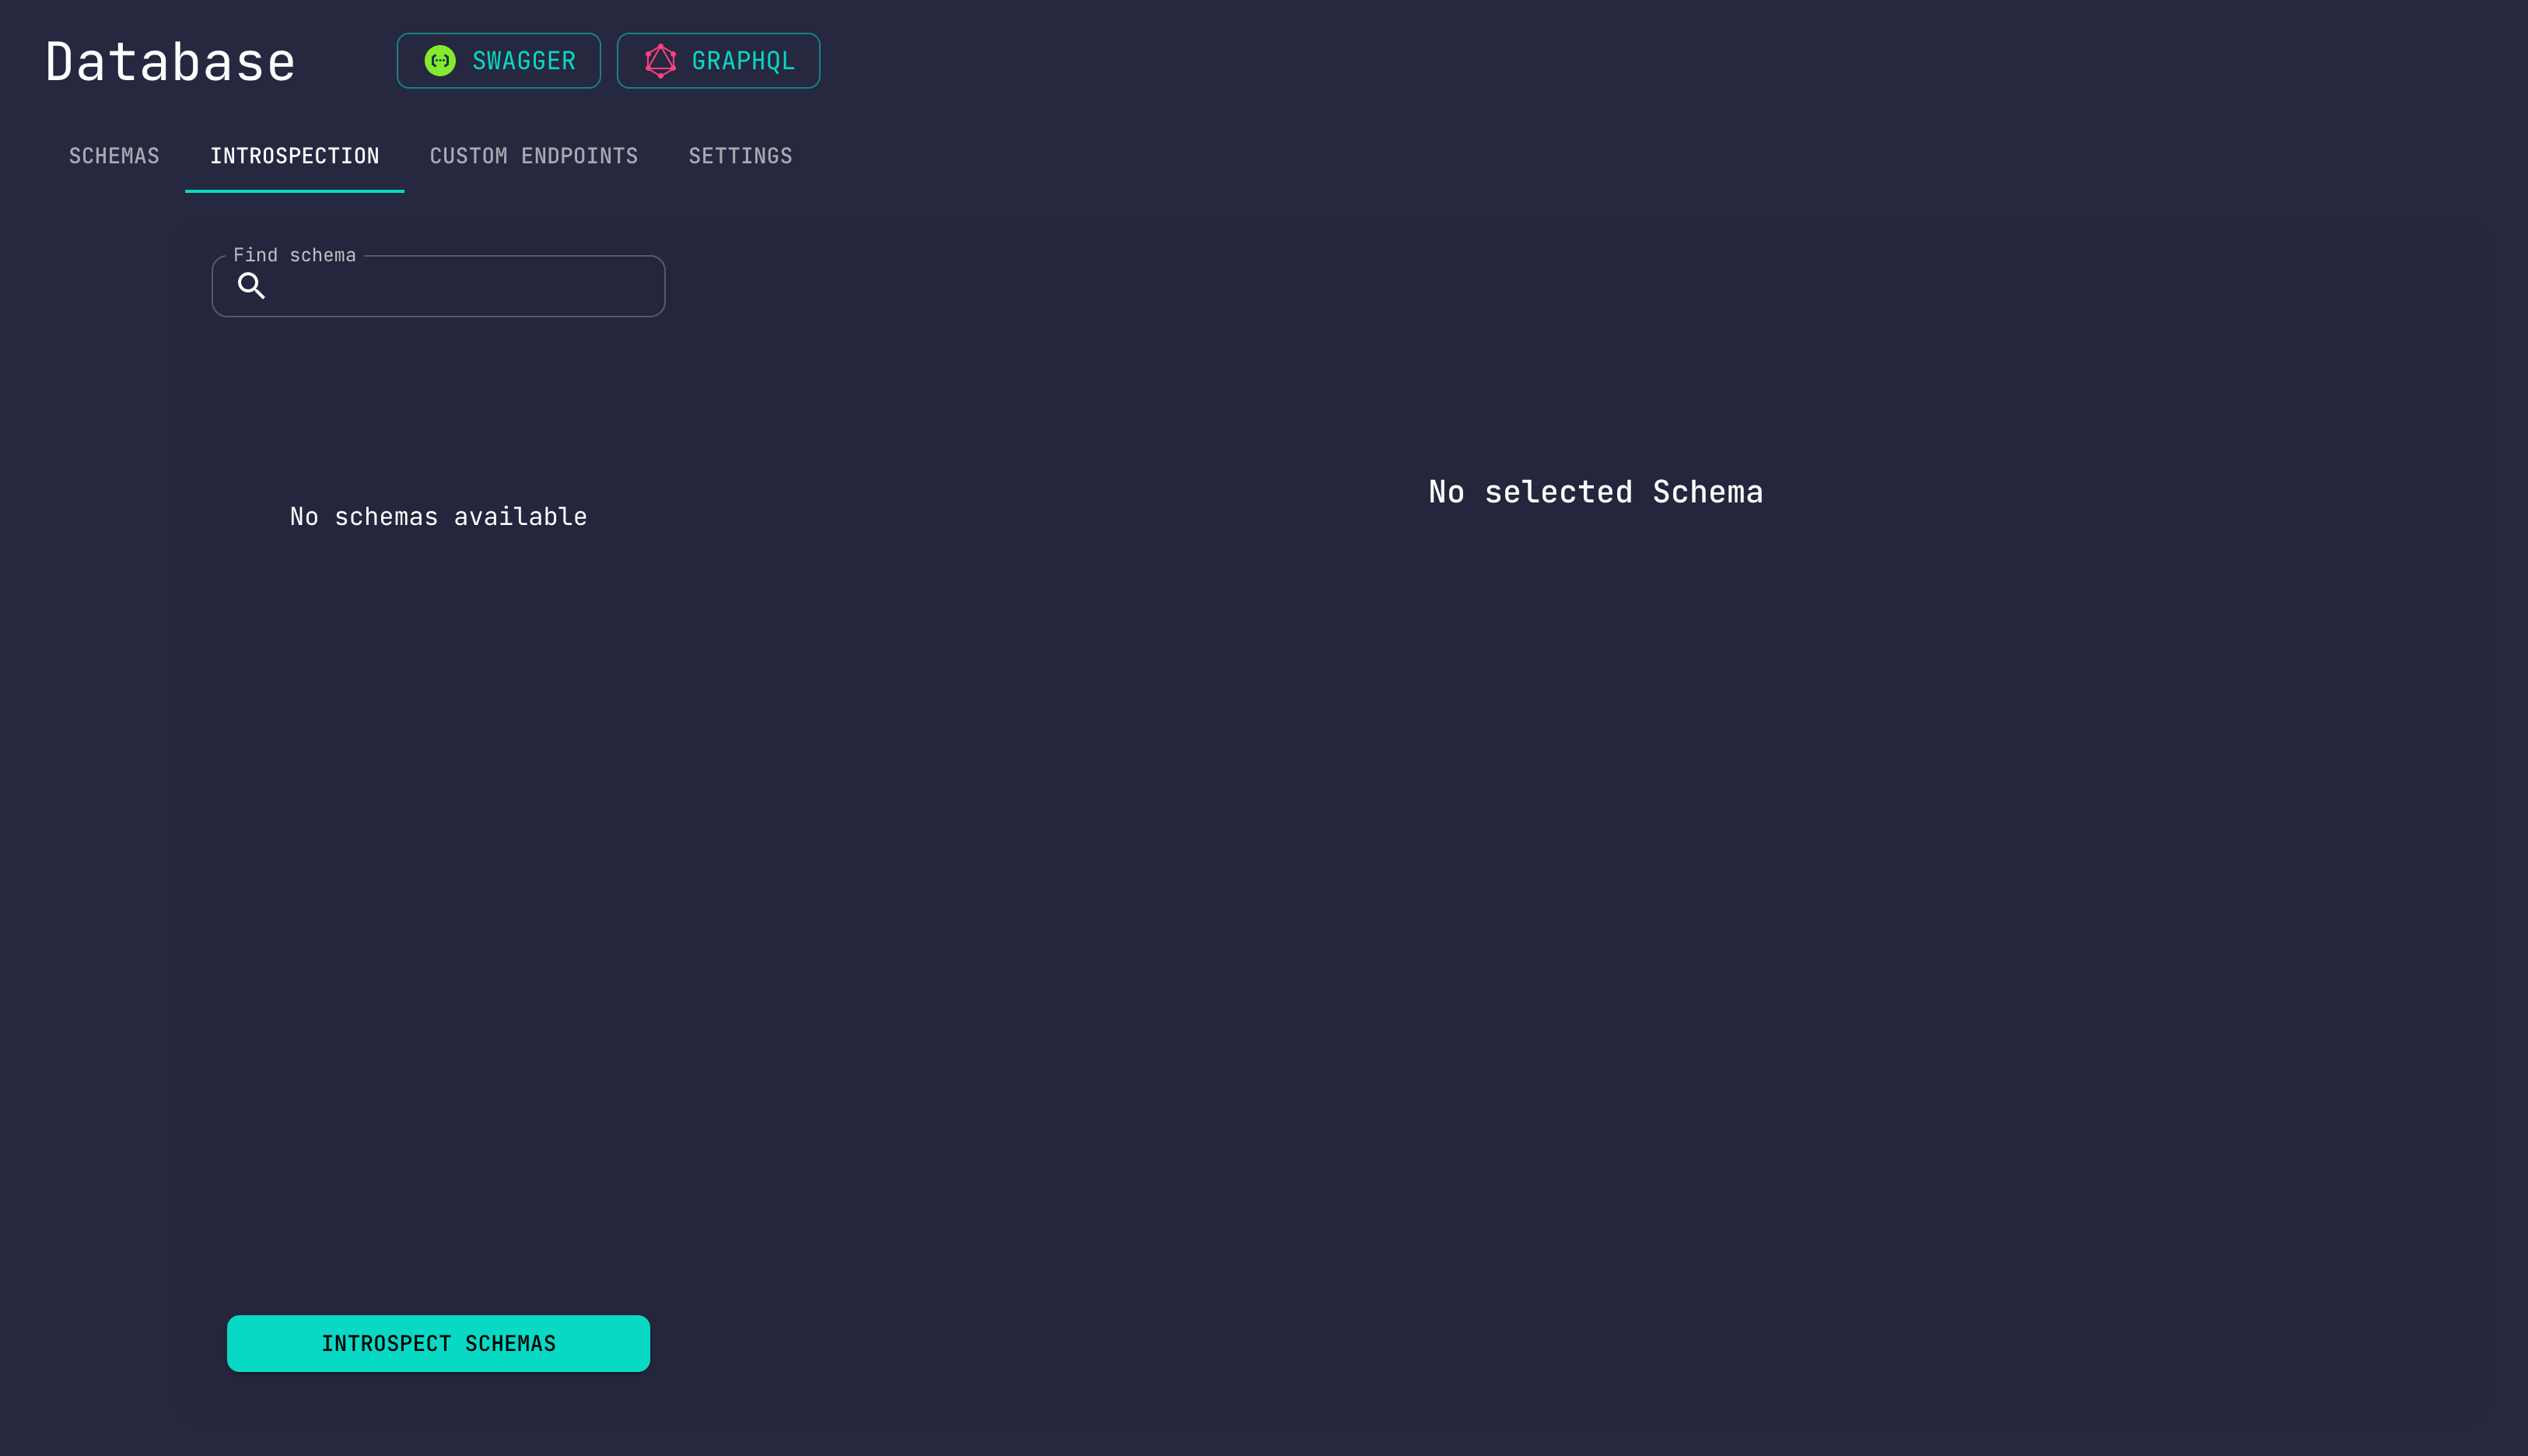 Database
SWAGGER
GRAPHQL
SCHEMAS
INTROSPECTION
CUSTOM ENDPOINTS
SETTINGS
Find schema
No schemas available
No selected Schema
INTROSPECT SCHEMAS